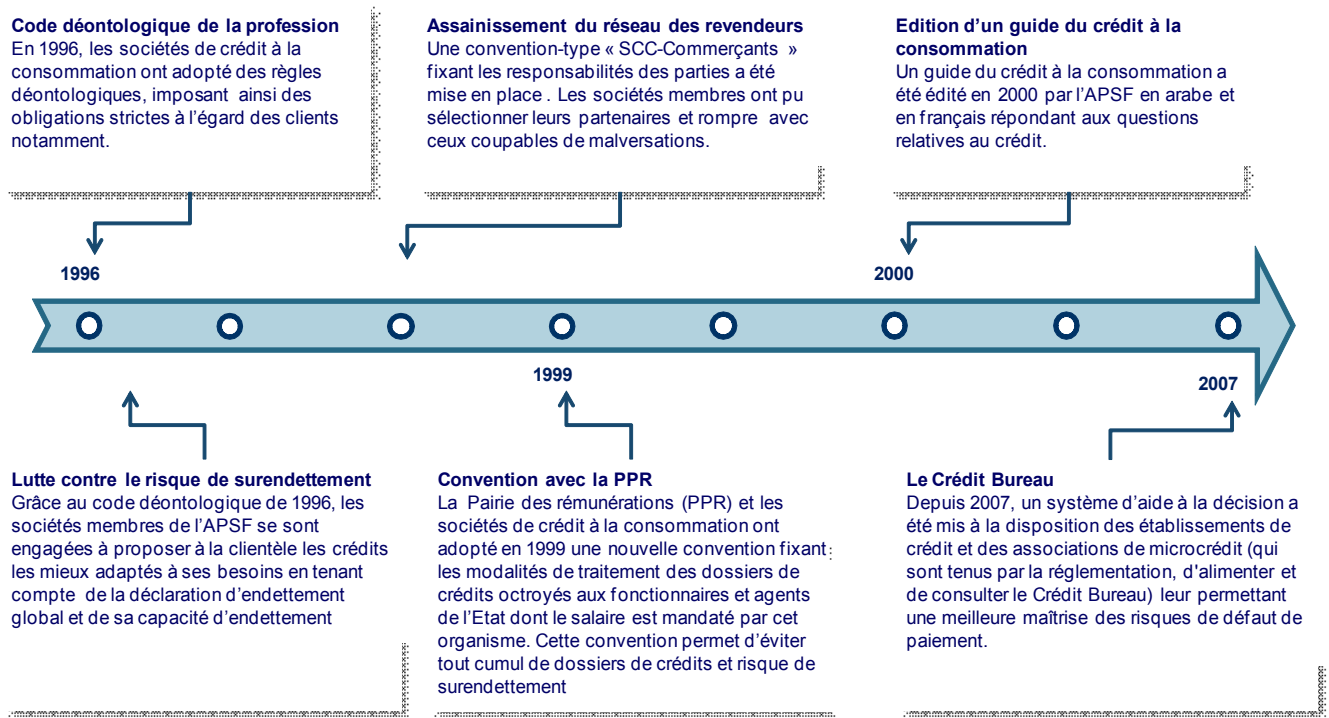 Code déontologique de la profession
En 1996, les sociétés de crédit à la
consommation ont adopté des règles
déontologiques, imposant ainsi des
obligations strictes à l'égard des clients
notamment.
Assainissement du réseau des revendeurs
Une convention-type « SCC-Commerçants »
fixant les responsabilités des parties a été
mise en place . Les sociétés membres ont pu
sélectionner leurs partenaires et rompre avec
ceux coupables de malversations.
Edition d'un guide du crédit à la
consommation
Un guide du crédit à la consommation a
été édité en 2000 par l'APSF en arabe et
en français répondant aux questions
relatives au crédit.
1996
2000
1999
2007
Lutte contre le risque de surendettement
Grâce au code déontologique de 1996, les
sociétés membres de l'APSF se sont
engagées à proposer à la clientèle les crédits
les mieux adaptés à ses besoins en tenant
compte de la déclaration d'endettement
global et de sa capacité d'endettement
Convention avec la PPR
La Pairie des rémunérations (PPR) et les
sociétés de crédit à la consommation ont
adopté en 1999 une nouvelle convention fixant
les modalités de traitement des dossiers de
crédits octroyés aux fonctionnaires et agents
de l'Etat dont le salaire est mandaté par cet
organisme. Cette convention permet d'éviter
tout cumul de dossiers de crédits et risque de
surendettement
Le Crédit Bureau
Depuis 2007, un système d'aide à la décision a
été mis à la disposition des établissements de
crédit et des associations de microcrédit (qui
sont tenus par la réglementation, d'alimenter et
de consulter le Crédit Bureau) leur permettant
une meilleure maîtrise des risques de défaut de
paiement.